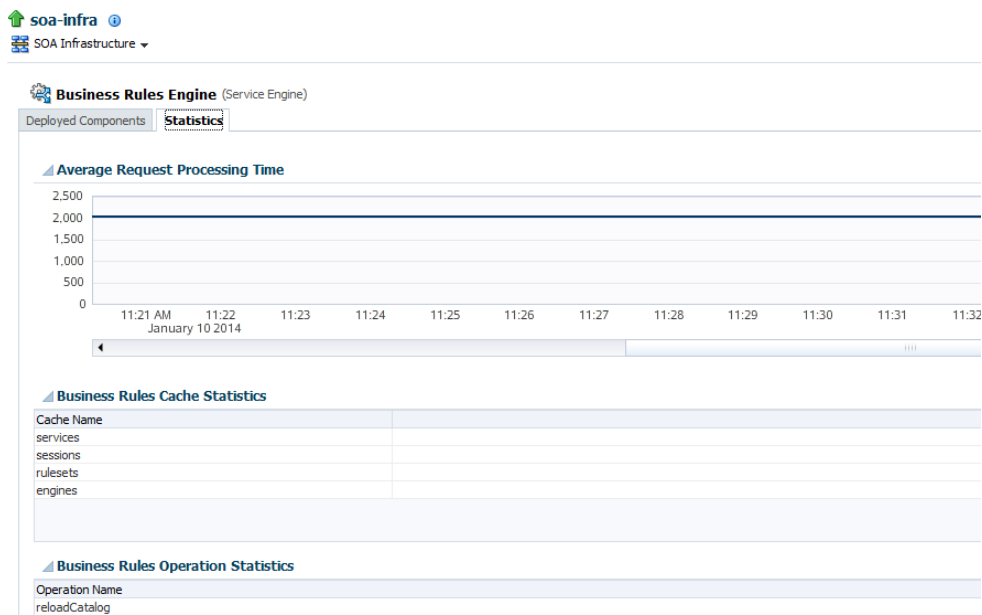 soa-infra
SOA Infrastructure
Business Rules Engine (Service Engine)
Deployed Components Statistics
Average Request Processing Time
2,500
2,000
1,500
1,000
500
0
11:21 AM 11:22 11:23 11:24 11:25 11:26 11:27 11:28 11:29 11:30 11:31 11:32
January 10 2014
Business Rules Cache Statistics
Cache Name
services
sessions
rulesets
engines
Business Rules Operation Statistics
Operation Name
reloadCatalog